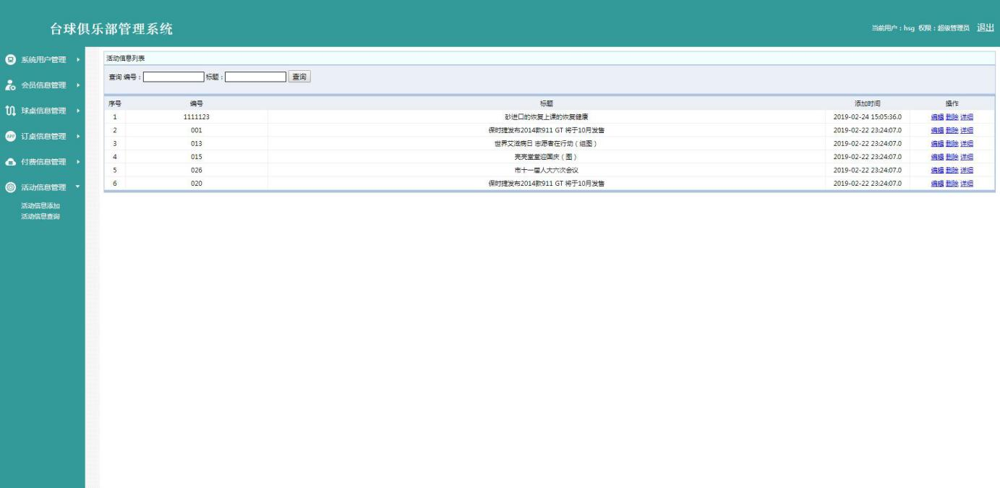 台球俱乐部管理系统
当前用户：hsg 权限：超级管理员 退出
系统用户管理
会员信息管理
球桌信息管理
APP 订桌信息管理
付费信息管理
活动信息管理
活动信息添加
活动信息查询
活动信息列表
查询 编号： 标题： 查询
序号 编号 标题 添加时间 操作
1 1111123 砂进口的恢复上课的恢复健康 2019-02-24 15:05:36.0 编辑 删除 详细
2 001 保时捷发布2014款911 GT 将于10月发售 2019-02-22 23:24:07.0 编辑 删除 详细
3 013 世界艾滋病日 志愿者在行动（组图） 2019-02-22 23:24:07.0 编辑 删除 详细
4 015 亮亮堂堂迎国庆（图） 2019-02-22 23:24:07.0 编辑 删除 详细
5 026 市十一届人大六次会议 2019-02-22 23:24:07.0 编辑 删除 详细
6 020 保时捷发布2014款911 GT 将于10月发售 2019-02-22 23:24:07.0 编辑 删除 详细